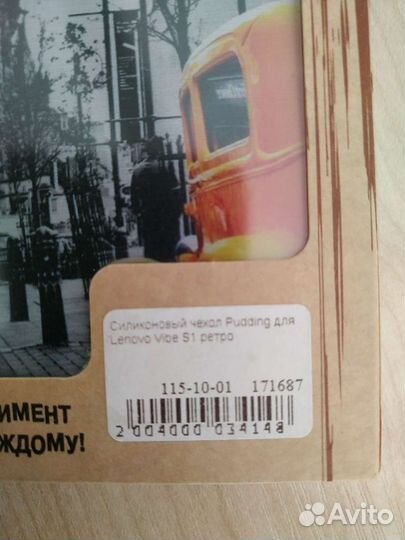 Силиконовый чехол Pudding для
Lenovo Vibe S1 ретро
115-10-01 171687
2 004000 034148
ИМЕНТ
ЖДОМУ!
Avito